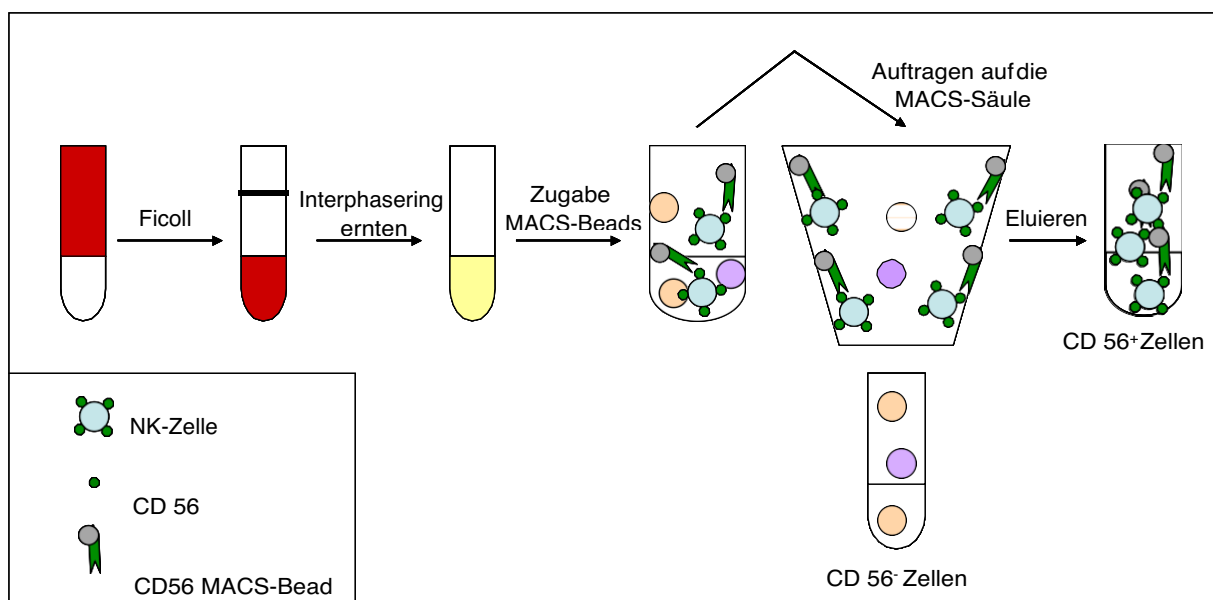 Auftragen auf die
MACS-Säule
Ficoll
Interphasering
ernten
Zugabe
MACS-Beads
Eluieren
CD 56+ Zellen
NK-Zelle
CD 56
CD56 MACS-Bead
CD 56- Zellen